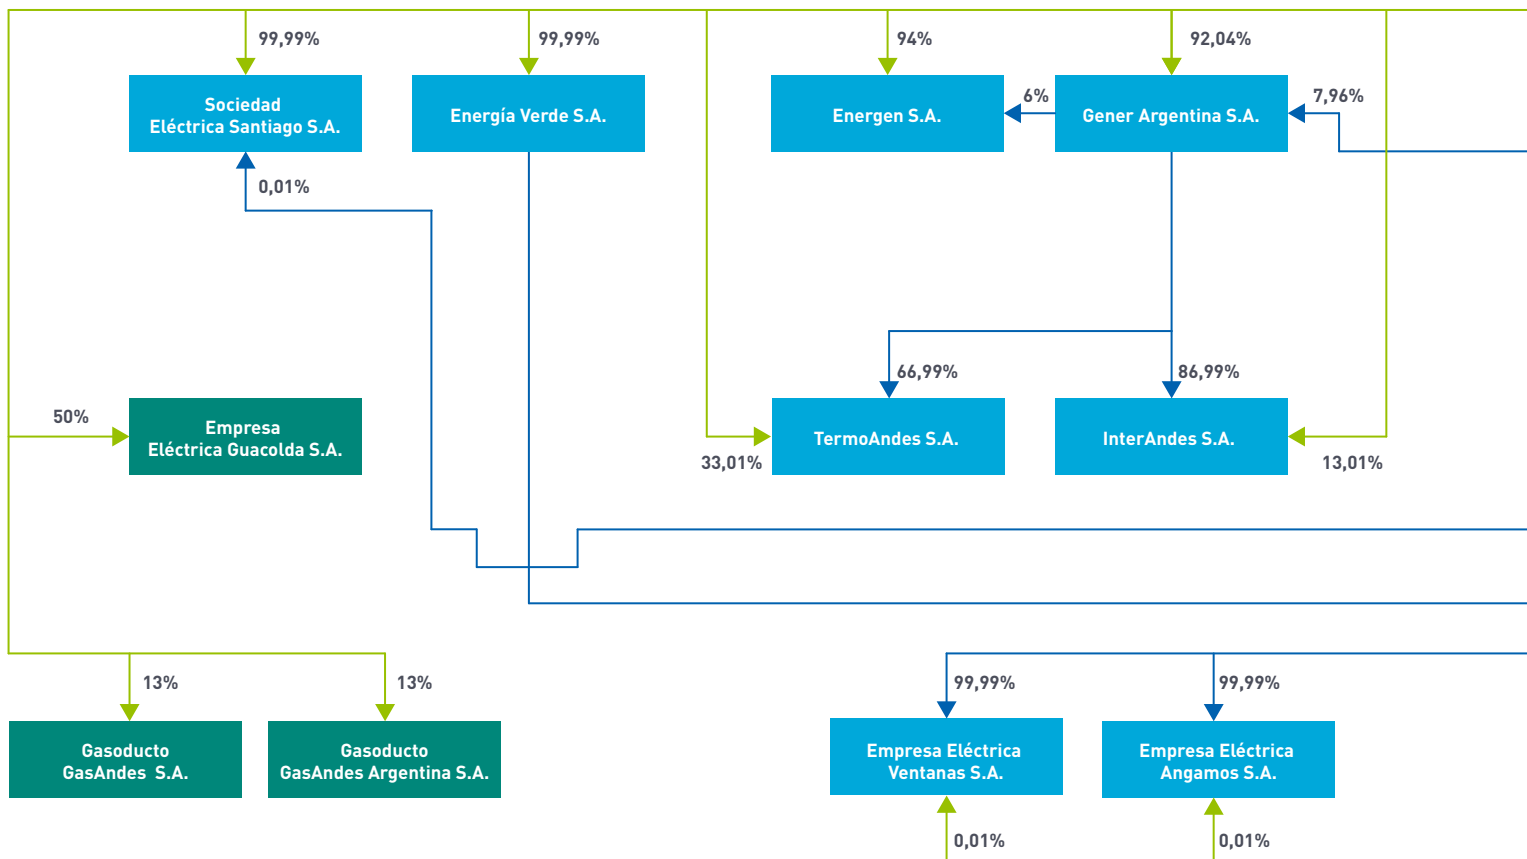 99,99%
99,99%
94%
92,04%
Sociedad
Eléctrica Santiago S.A.
Energía Verde S.A.
Energen S.A.
6%
Gener Argentina S.A.
7,96%
0,01%
66,99%
86,99%
50%
Empresa
Eléctrica Guacolda S.A.
33,01%
TermoAndes S.A.
InterAndes S.A.
13,01%
13%
13%
99,99%
99,99%
Gasoducto
GasAndes S.A.
Gasoducto
GasAndes Argentina S.A.
Empresa Eléctrica
Ventanas S.A.
Empresa Eléctrica
Angamos S.A.
0,01%
0,01%